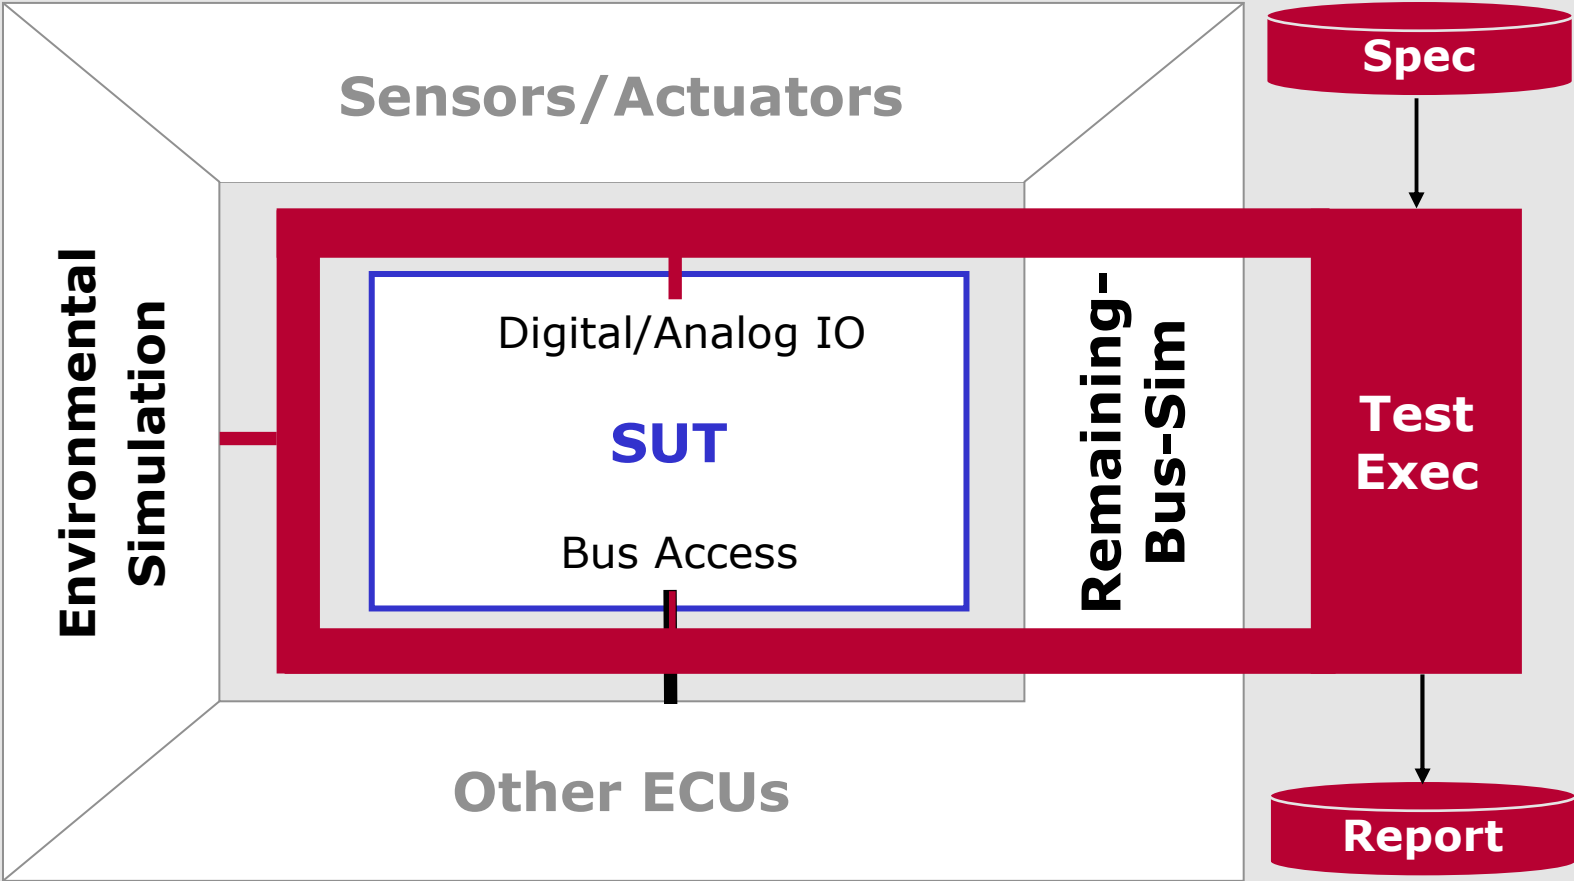 Spec
Sensors/Actuators
Environmental
Simulation
Digital/Analog IO
SUT
Bus Access
Remaining-
Bus-Sim
Test
Exec
Other ECUs
Report